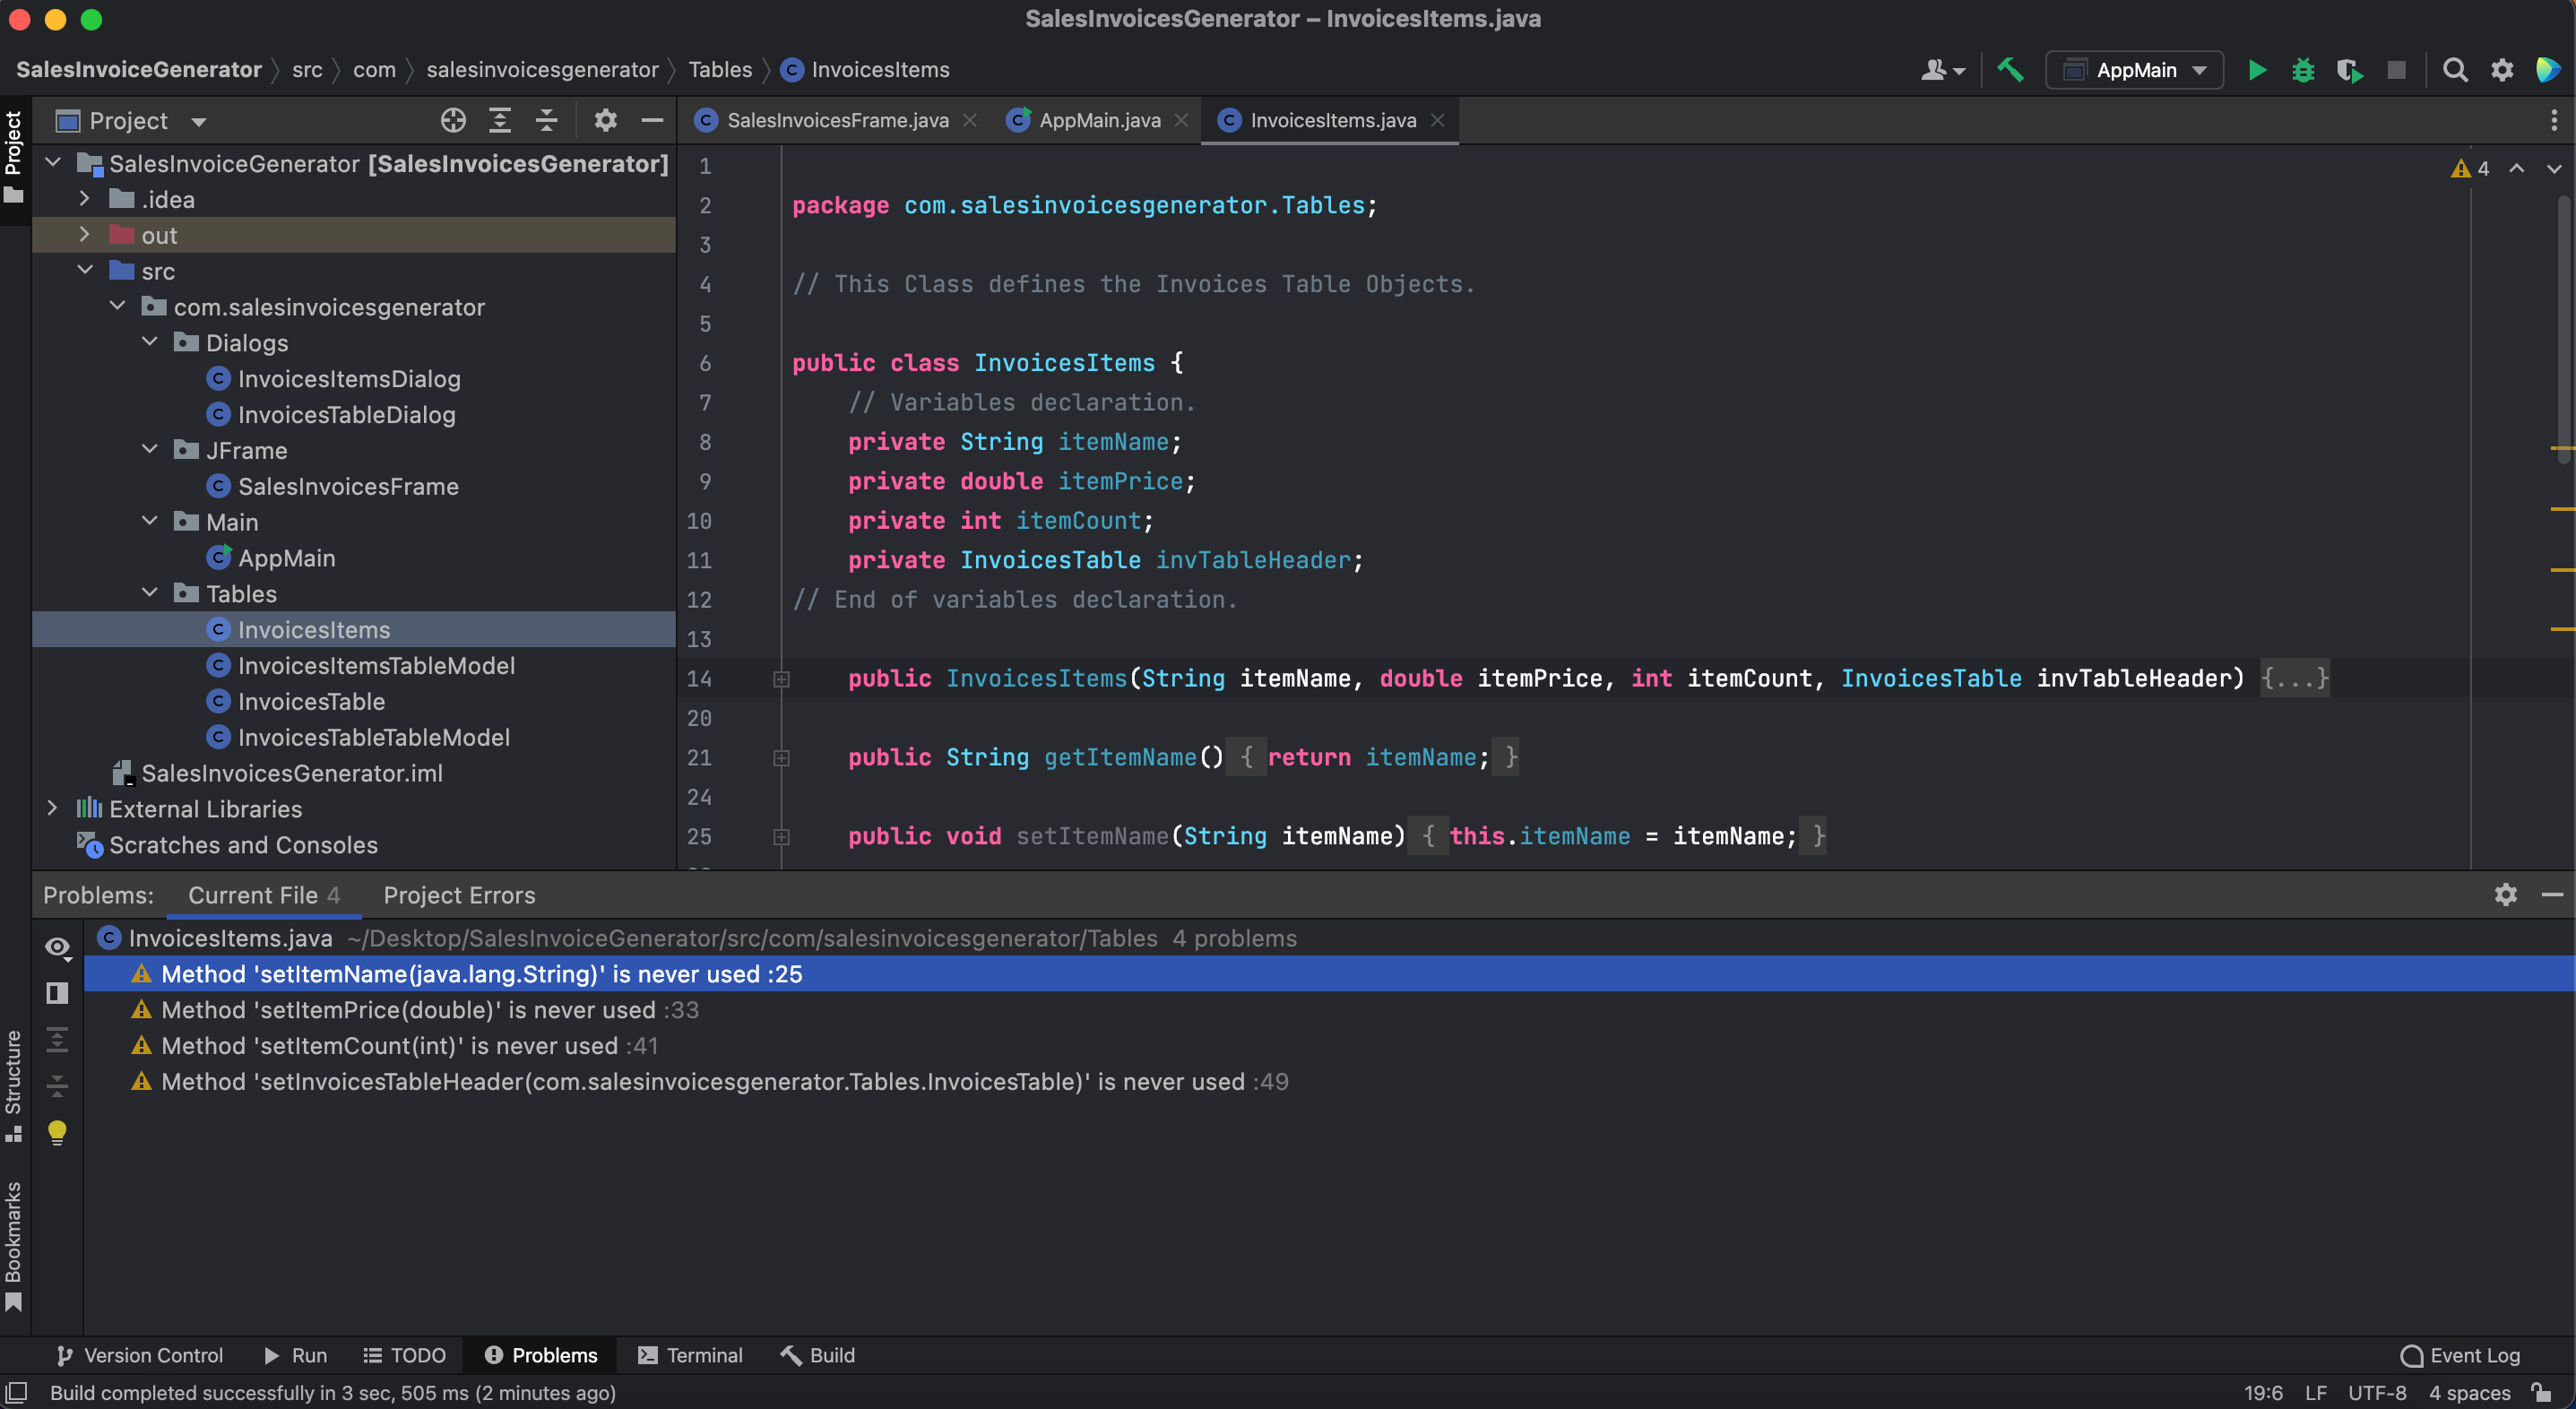 SalesInvoicesGenerator – InvoicesItems.java
SalesInvoiceGenerator src com salesinvoicesgenerator Tables InvoicesItems
AppMain
Project
Project
SalesInvoicesFrame.java
AppMain.java
InvoicesItems.java
SalesInvoiceGenerator [SalesInvoicesGenerator]
.idea
out
src
com.salesinvoicesgenerator
Dialogs
InvoicesItemsDialog
InvoicesTableDialog
JFrame
SalesInvoicesFrame
Main
AppMain
Tables
InvoicesItems
InvoicesItemsTableModel
InvoicesTable
InvoicesTableTableModel
SalesInvoicesGenerator.iml
External Libraries
Scratches and Consoles
4
1
2 package com.salesinvoicesgenerator.Tables;
3
4 // This Class defines the Invoices Table Objects.
5
6 public class InvoicesItems {
7 // Variables declaration.
8 private String itemName;
9 private double itemPrice;
10 private int itemCount;
11 private InvoicesTable invTableHeader;
12 // End of variables declaration.
13
14 public InvoicesItems(String itemName, double itemPrice, int itemCount, InvoicesTable invTableHeader) {...}
20
21 public String getItemName() { return itemName; }
24
25 public void setItemName(String itemName) { this.itemName = itemName; }
Problems: Current File 4 Project Errors
InvoicesItems.java ~/Desktop/SalesInvoiceGenerator/src/com/salesinvoicesgenerator/Tables 4 problems
Method 'setItemName(java.lang.String)' is never used :25
Method 'setItemPrice(double)' is never used :33
Method 'setItemCount(int)' is never used :41
Method 'setInvoicesTableHeader(com.salesinvoicesgenerator.Tables.InvoicesTable)' is never used :49
Structure
Bookmarks
Version Control Run TODO Problems Terminal Build Event Log
Build completed successfully in 3 sec, 505 ms (2 minutes ago) 19:6 LF UTF-8 4 spaces